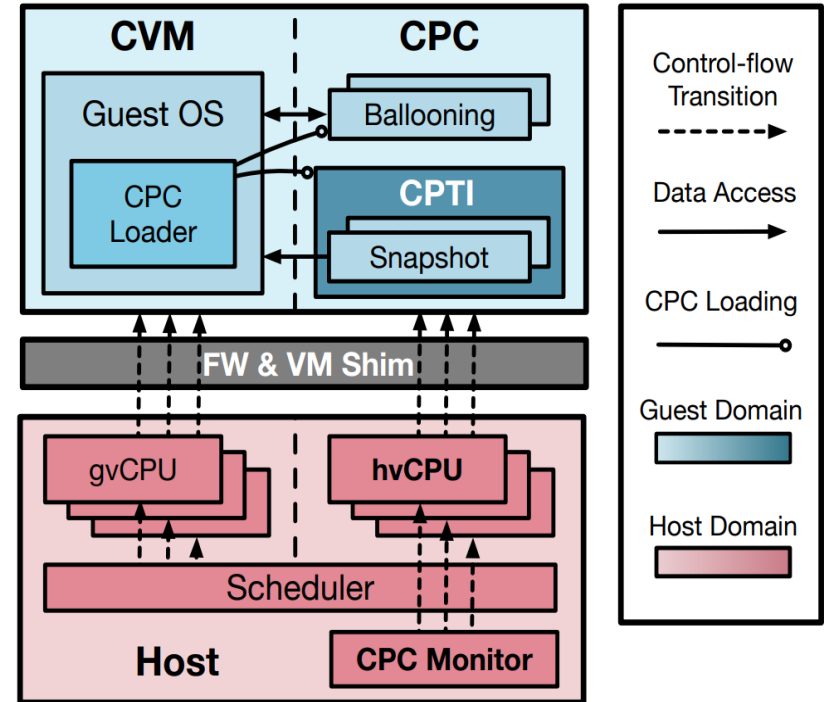 CVM
CPC
Guest OS
Ballooning
CPC
Loader
CPTI
Snapshot
FW & VM Shim
gvCPU
hvCPU
Scheduler
Host
CPC Monitor
Control-flow
Transition
Data Access
CPC Loading
Guest Domain
Host Domain